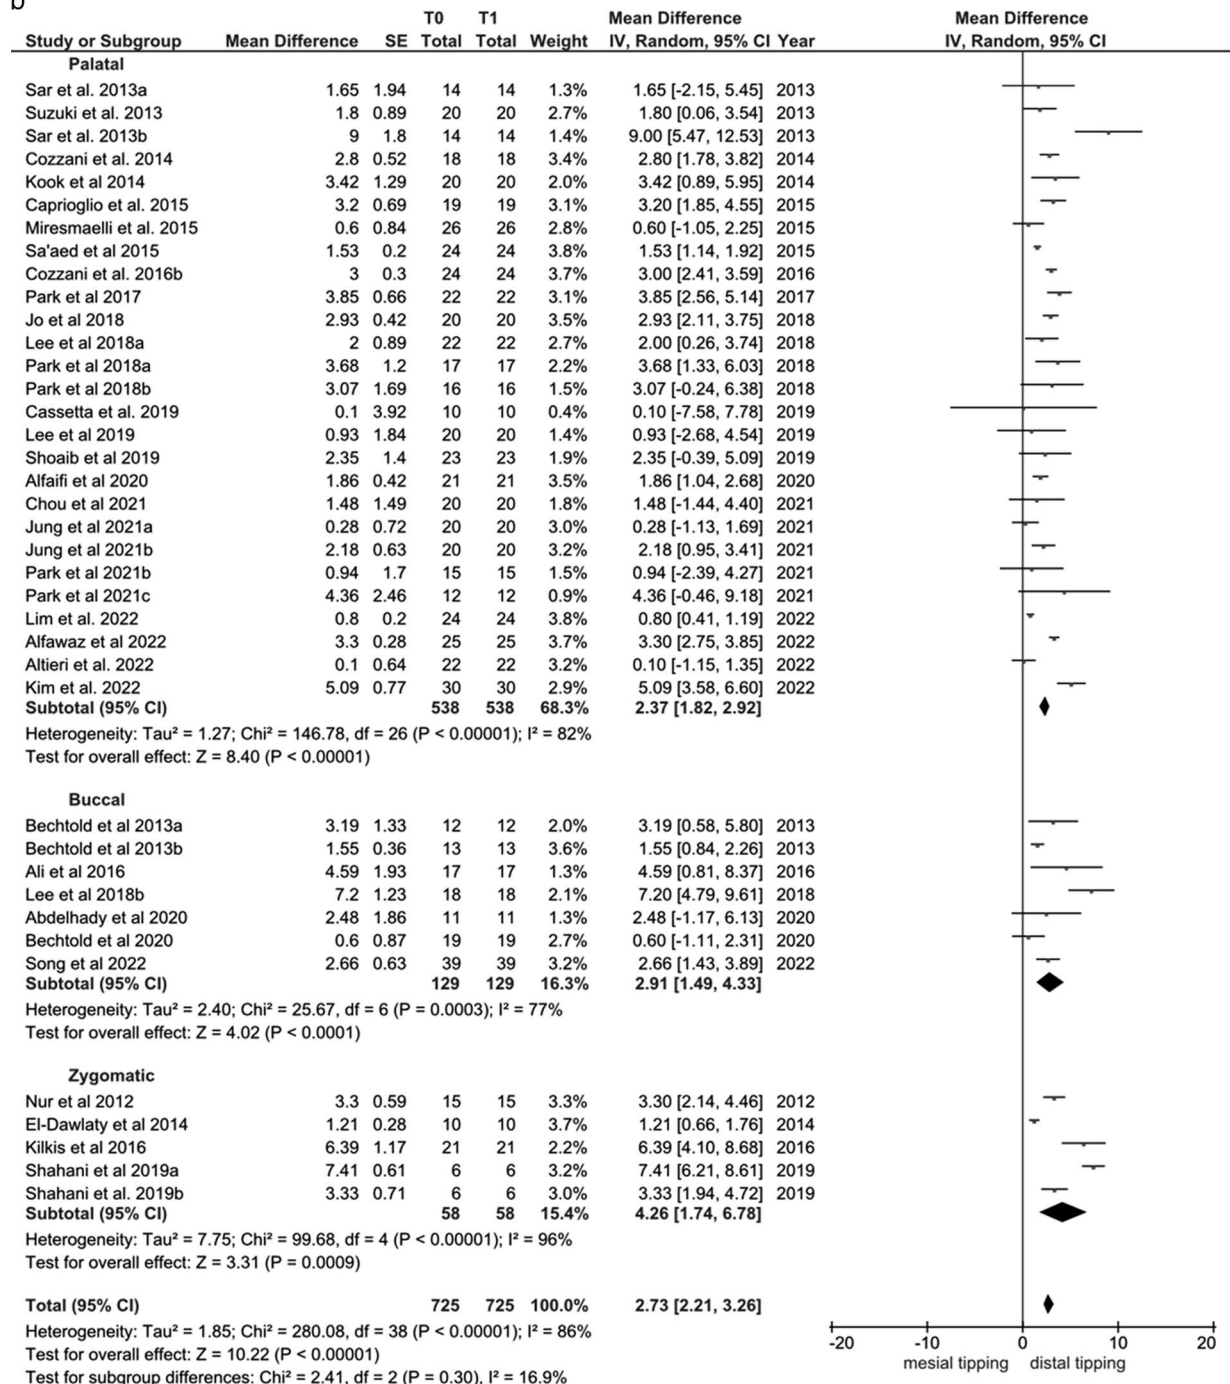 b
T0 T1 Mean Difference Mean Difference
Study or Subgroup Mean Difference SE Total Total Weight IV, Random, 95% CI Year IV, Random, 95% CI
Palatal
Sar et al. 2013a 1.65 1.94 14 14 1.3% 1.65 [-2.15, 5.45] 2013
Suzuki et al. 2013 1.8 0.89 20 20 2.7% 1.80 [0.06, 3.54] 2013
Sar et al. 2013b 9 1.8 14 14 1.4% 9.00 [5.47, 12.53] 2013
Cozzani et al. 2014 2.8 0.52 18 18 3.4% 2.80 [1.78, 3.82] 2014
Kook et al 2014 3.42 1.29 20 20 2.0% 3.42 [0.89, 5.95] 2014
Caprioglio et al. 2015 3.2 0.69 19 19 3.1% 3.20 [1.85, 4.55] 2015
Miresmaelli et al. 2015 0.6 0.84 26 26 2.8% 0.60 [-1.05, 2.25] 2015
Sa'aed et al 2015 1.53 0.2 24 24 3.8% 1.53 [1.14, 1.92] 2015
Cozzani et al. 2016b 3 0.3 24 24 3.7% 3.00 [2.41, 3.59] 2016
Park et al 2017 3.85 0.66 22 22 3.1% 3.85 [2.56, 5.14] 2017
Jo et al 2018 2.93 0.42 20 20 3.5% 2.93 [2.11, 3.75] 2018
Lee et al 2018a 2 0.89 22 22 2.7% 2.00 [0.26, 3.74] 2018
Park et al 2018a 3.68 1.2 17 17 2.2% 3.68 [1.33, 6.03] 2018
Park et al 2018b 3.07 1.69 16 16 1.5% 3.07 [-0.24, 6.38] 2018
Cassetta et al. 2019 0.1 3.92 10 10 0.4% 0.10 [-7.58, 7.78] 2019
Lee et al 2019 0.93 1.84 20 20 1.4% 0.93 [-2.68, 4.54] 2019
Shoaib et al 2019 2.35 1.4 23 23 1.9% 2.35 [-0.39, 5.09] 2019
Alfaifi et al 2020 1.86 0.42 21 21 3.5% 1.86 [1.04, 2.68] 2020
Chou et al 2021 1.48 1.49 20 20 1.8% 1.48 [-1.44, 4.40] 2021
Jung et al 2021a 0.28 0.72 20 20 3.0% 0.28 [-1.13, 1.69] 2021
Jung et al 2021b 2.18 0.63 20 20 3.2% 2.18 [0.95, 3.41] 2021
Park et al 2021b 0.94 1.7 15 15 1.5% 0.94 [-2.39, 4.27] 2021
Park et al 2021c 4.36 2.46 12 12 0.9% 4.36 [-0.46, 9.18] 2021
Lim et al. 2022 0.8 0.2 24 24 3.8% 0.80 [0.41, 1.19] 2022
Alfawaz et al 2022 3.3 0.28 25 25 3.7% 3.30 [2.75, 3.85] 2022
Altieri et al. 2022 0.1 0.64 22 22 3.2% 0.10 [-1.15, 1.35] 2022
Kim et al. 2022 5.09 0.77 30 30 2.9% 5.09 [3.58, 6.60] 2022
Subtotal (95% CI) 538 538 68.3% 2.37 [1.82, 2.92]
Heterogeneity: Tau² = 1.27; Chi² = 146.78, df = 26 (P < 0.00001); I² = 82%
Test for overall effect: Z = 8.40 (P < 0.00001)
Buccal
Bechtold et al 2013a 3.19 1.33 12 12 2.0% 3.19 [0.58, 5.80] 2013
Bechtold et al 2013b 1.55 0.36 13 13 3.6% 1.55 [0.84, 2.26] 2013
Ali et al 2016 4.59 1.93 17 17 1.3% 4.59 [0.81, 8.37] 2016
Lee et al 2018b 7.2 1.23 18 18 2.1% 7.20 [4.79, 9.61] 2018
Abdelhady et al 2020 2.48 1.86 11 11 1.3% 2.48 [-1.17, 6.13] 2020
Bechtold et al 2020 0.6 0.87 19 19 2.7% 0.60 [-1.11, 2.31] 2020
Song et al 2022 2.66 0.63 39 39 3.2% 2.66 [1.43, 3.89] 2022
Subtotal (95% CI) 129 129 16.3% 2.91 [1.49, 4.33]
Heterogeneity: Tau² = 2.40; Chi² = 25.67, df = 6 (P = 0.0003); I² = 77%
Test for overall effect: Z = 4.02 (P < 0.0001)
Zygomatic
Nur et al 2012 3.3 0.59 15 15 3.3% 3.30 [2.14, 4.46] 2012
El-Dawlaty et al 2014 1.21 0.28 10 10 3.7% 1.21 [0.66, 1.76] 2014
Kilkis et al 2016 6.39 1.17 21 21 2.2% 6.39 [4.10, 8.68] 2016
Shahani et al 2019a 7.41 0.61 6 6 3.2% 7.41 [6.21, 8.61] 2019
Shahani et al. 2019b 3.33 0.71 6 6 3.0% 3.33 [1.94, 4.72] 2019
Subtotal (95% CI) 58 58 15.4% 4.26 [1.74, 6.78]
Heterogeneity: Tau² = 7.75; Chi² = 99.68, df = 4 (P < 0.00001); I² = 96%
Test for overall effect: Z = 3.31 (P = 0.0009)
Total (95% CI) 725 725 100.0% 2.73 [2.21, 3.26]
Heterogeneity: Tau² = 1.85; Chi² = 280.08, df = 38 (P < 0.00001); I² = 86%
Test for overall effect: Z = 10.22 (P < 0.00001)
Test for subgroup differences: Chi² = 2.41, df = 2 (P = 0.30), I² = 16.9%
-20 -10 0 10 20
mesial tipping distal tipping